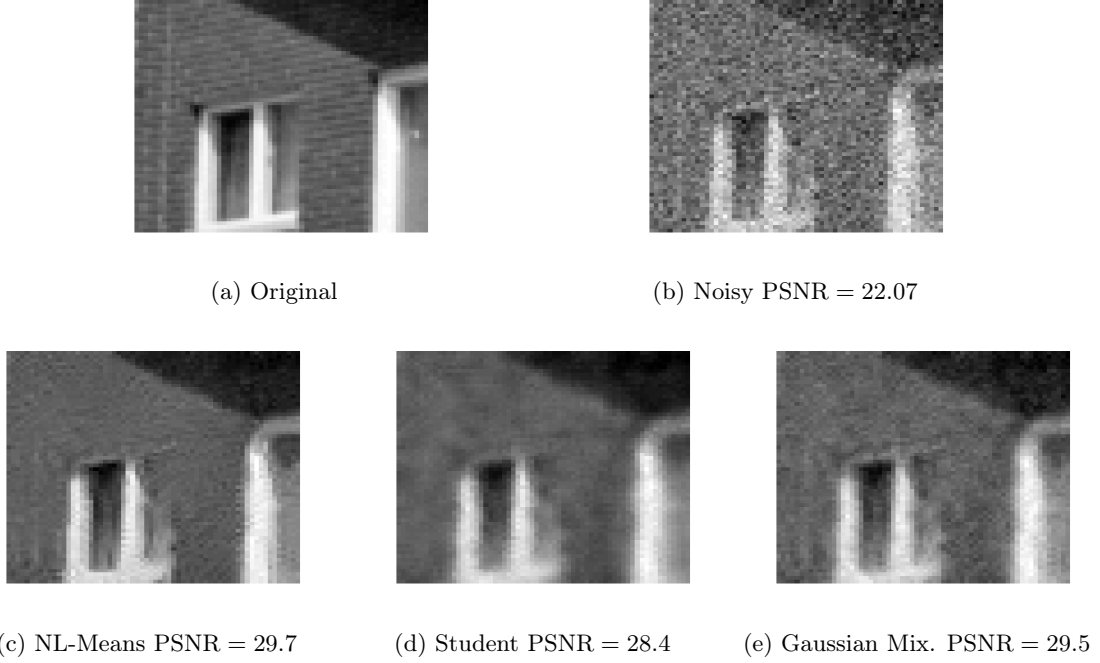 (a) Original
(b) Noisy PSNR = 22.07
(c) NL-Means PSNR = 29.7
(d) Student PSNR = 28.4
(e) Gaussian Mix. PSNR = 29.5